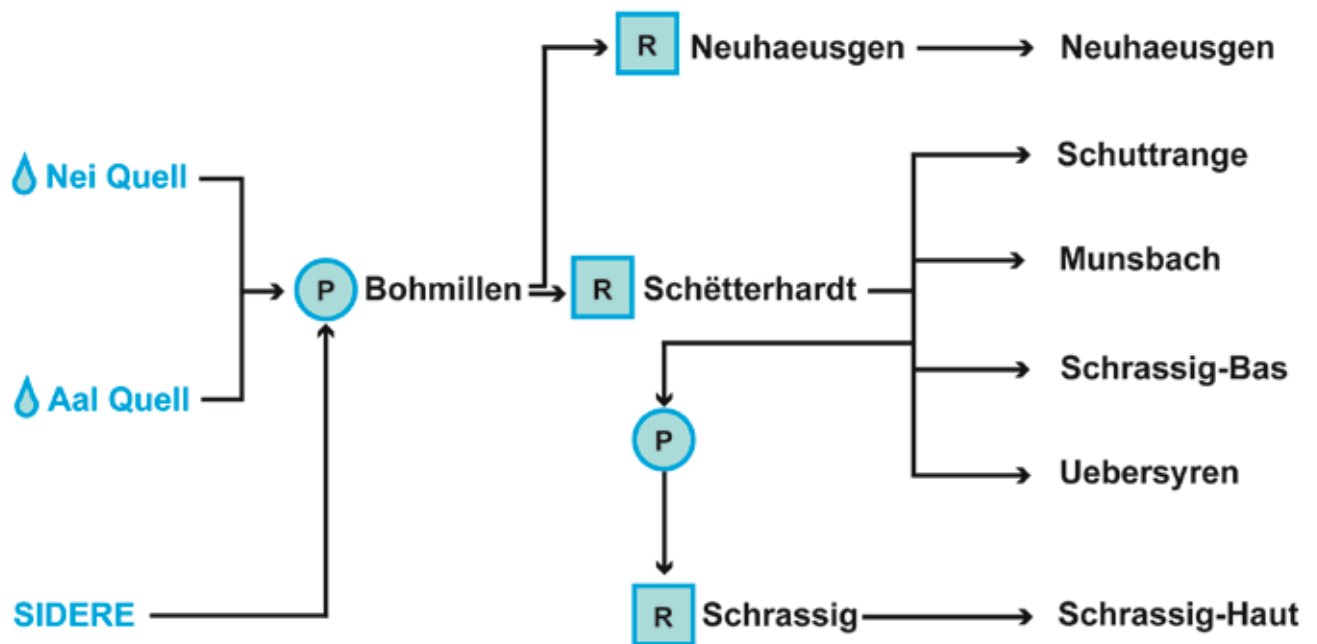 R Neuhaeusgen Neuhaeusgen
Schuttrange
Nei Quell
Munsbach
P Bohmillen R Schëtterhardt
Schrassig-Bas
Aal Quell
P
Uebersyren
SIDERE
R Schrassig Schrassig-Haut